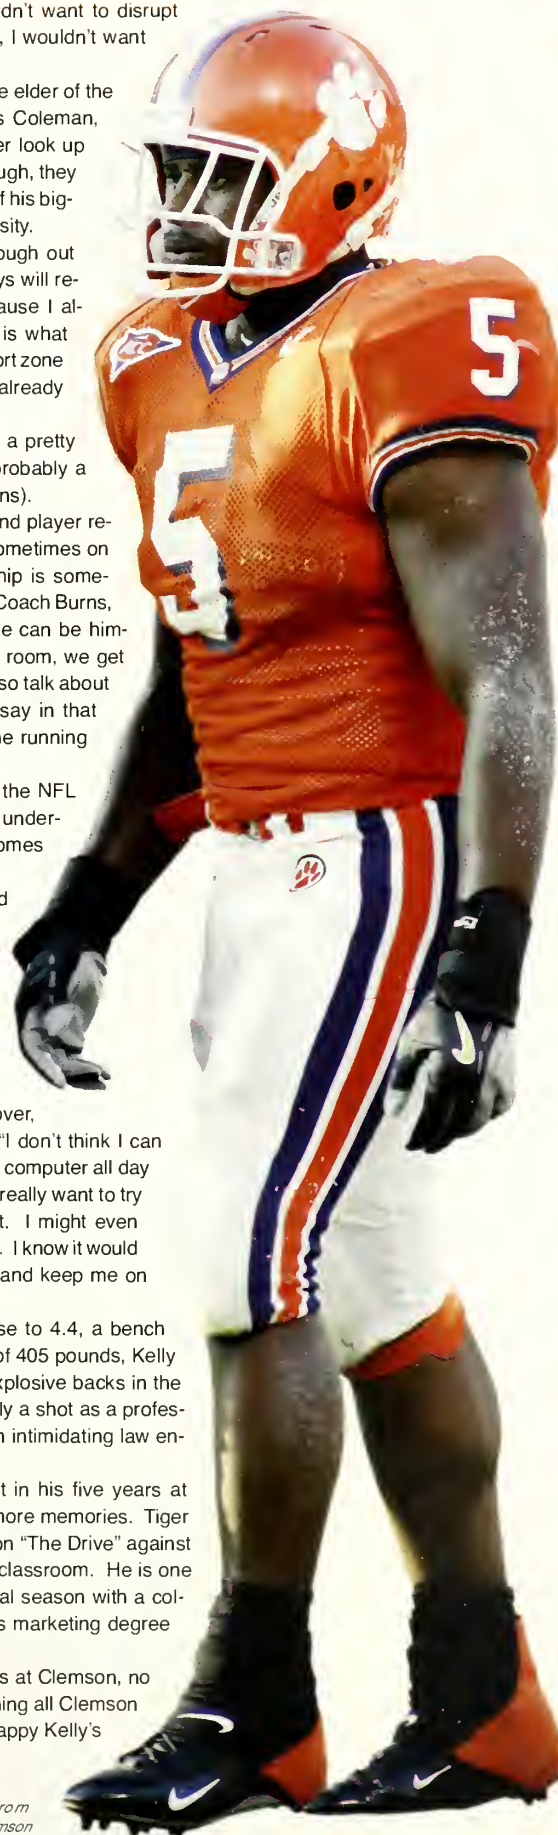 dn't want to disrupt
, I wouldn't want
e elder of the
s Coleman,
er look up
ugh, they
f his big-
sity.
ough out
ys will re-
ause I al-
is what
ort zone
already
a pretty
probably a
ns).
nd player re-
ometimes on
hip is some-
Coach Burns,
e can be him-
room, we get
so talk about
say in that
ne running
the NFL
under-
omes
d
over,
"I don't think I can
computer all day
really want to try
t. I might even
. I know it would
and keep me on
se to 4.4, a bench
of 405 pounds, Kelly
xplosive backs in the
ly a shot as a profes-
n intimidating law en-
t in his five years at
nore memories. Tiger
on "The Drive" against
classroom. He is one
al season with a col-
s marketing degree
s at Clemson, no
ning all Clemson
appy Kelly's
rom
mson
5
5